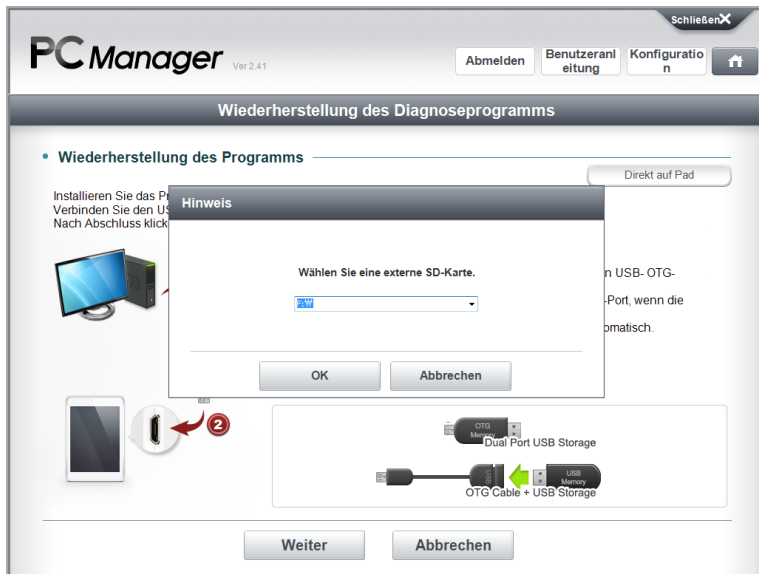 Schließen X
PC Manager Ver 2.41
Abmelden
Benutzeranl
eitung
Konfiguratio
n
Wiederherstellung des Diagnoseprogramms
• Wiederherstellung des Programms
Direkt auf Pad
Installieren Sie das
Verbinden Sie den
Nach Abschluss klick
Hinweis
Wählen Sie eine externe SD-Karte.
OK
Abbrechen
n USB- OTG-
-Port, wenn die
omatisch.
2
OTG
Memory
Dual Port USB Storage
USB
Memory
OTG Cable + USB Storage
Weiter
Abbrechen